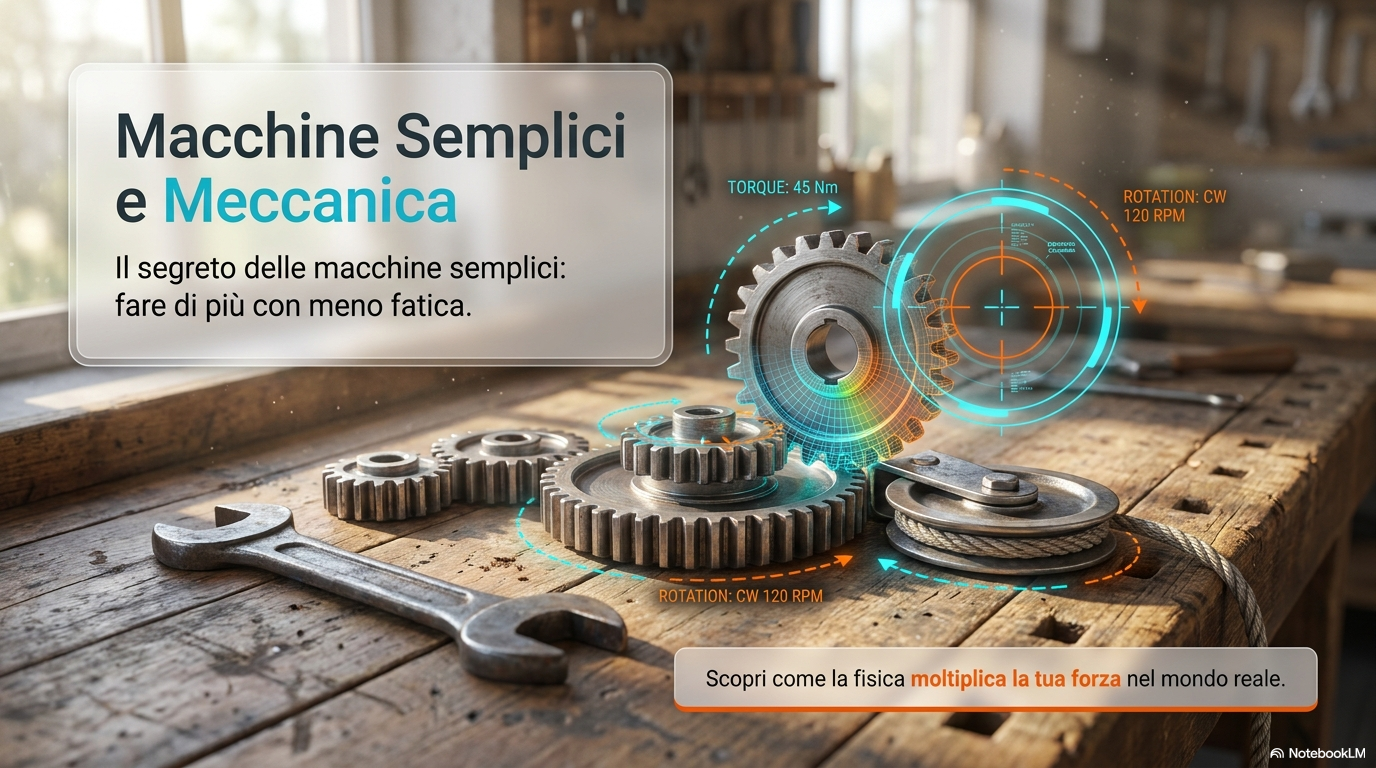 Macchine Semplici
e Meccanica
Il segreto delle macchine semplici:
fare di più con meno fatica.
TORQUE: 45 Nm
ROTATION: CW
120 RPM
ROTATION: CW 120 RPM
Scopri come la fisica moltiplica la tua forza nel mondo reale.
NotebookLM